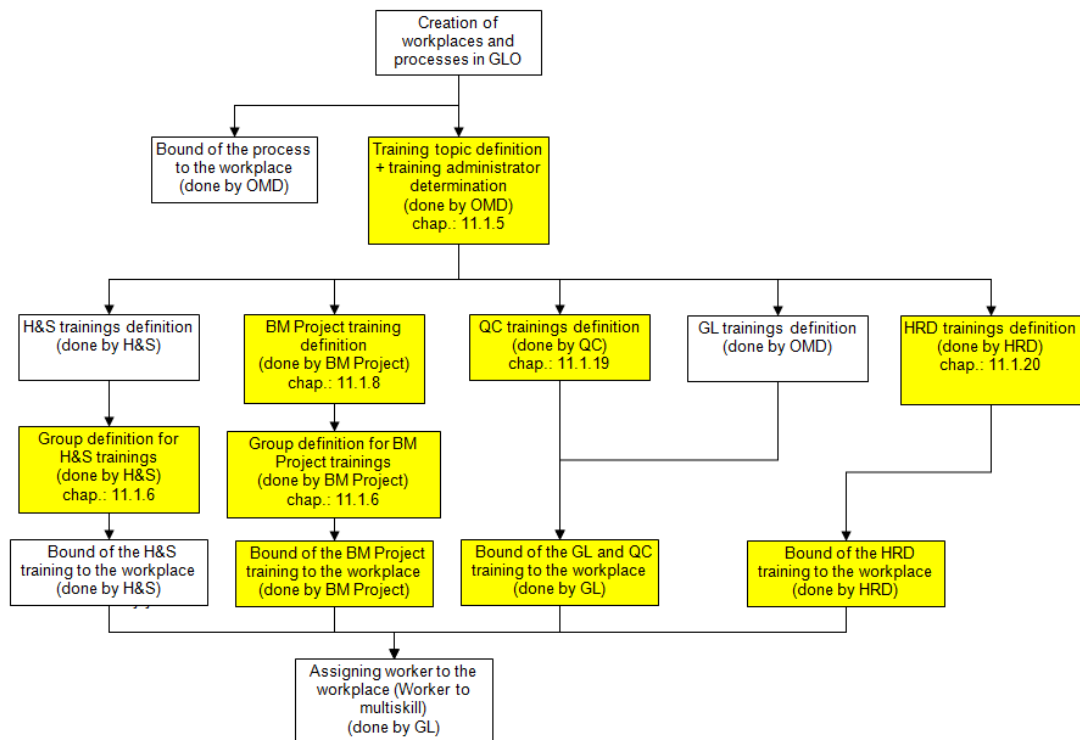 Creation of
workplaces and
processes in GLO
Bound of the process
to the workplace
(done by OMD)
Training topic definition
+ training administrator
determination
(done by OMD)
chap.: 11.1.5
H&S trainings definition
(done by H&S)
BM Project training
definition
(done by BM Project)
chap.: 11.1.8
QC trainings definition
(done by QC)
chap.: 11.1.19
GL trainings definition
(done by OMD)
HRD trainings definition
(done by HRD)
chap.: 11.1.20
Group definition for
H&S trainings
(done by H&S)
chap.: 11.1.6
Group definition for BM
Project trainings
(done by BM Project)
chap.: 11.1.6
Bound of the H&S
training to the workplace
(done by H&S)
Bound of the BM Project
training to the workplace
(done by BM Project)
Bound of the GL and QC
training to the workplace
(done by GL)
Bound of the HRD
training to the workplace
(done by HRD)
Assigning worker to the
workplace (Worker to
multiskill)
(done by GL)